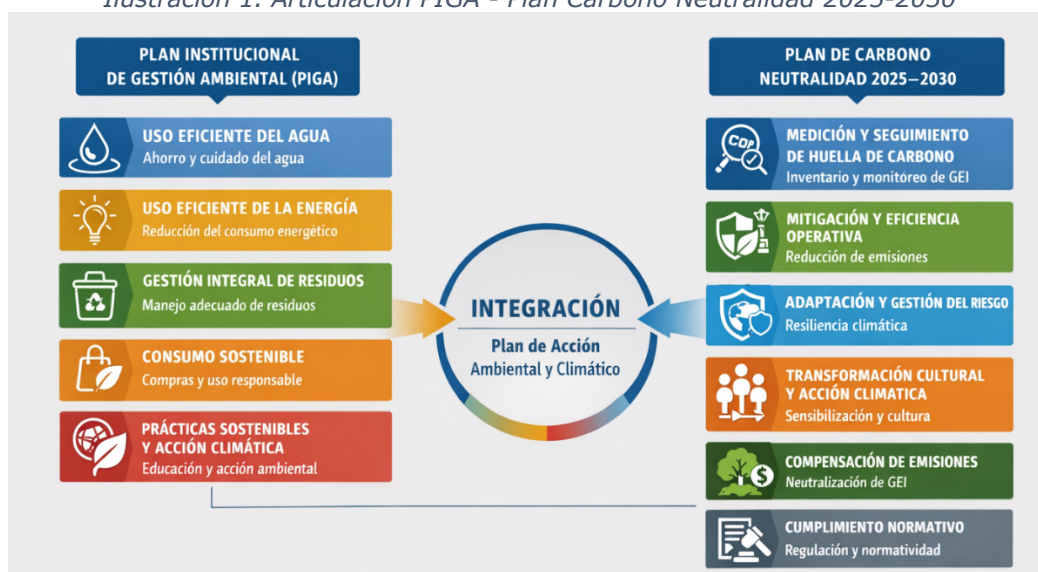 Ilustración 1. Articulación PIGA - Plan Carbono Neutralidad 2025-2030
PLAN INSTITUCIONAL
DE GESTIÓN AMBIENTAL (PIGA)
USO EFICIENTE DEL AGUA
Ahorro y cuidado del agua
USO EFICIENTE DE LA ENERGÍA
Reducción del consumo energético
GESTIÓN INTEGRAL DE RESIDUOS
Manejo adecuado de residuos
CONSUMO SOSTENIBLE
Compras y uso responsable
PRÁCTICAS SOSTENIBLES
Y ACCIÓN CLIMÁTICA
Educación y acción ambiental
INTEGRACIÓN
Plan de Acción
Ambiental y Climático
PLAN DE CARBONO
NEUTRALIDAD 2025–2030
COP
MEDICIÓN Y SEGUIMIENTO
DE HUELLA DE CARBONO
Inventario y monitóreo de GEI
MITIGACIÓN Y EFICIENCIA
OPERATIVA
Reducción de emisiones
ADAPTACIÓN Y GESTIÓN DEL RIESGO
Resiliencia climática
TRANSFORMACIÓN CULTURAL
Y ACCIÓN CLIMATICA
Sensibilización y cultura
$
COMPENSACIÓN DE EMISIONES
Neutralización de GEI
CUMPLIMIENTO NORMATIVO
Regulación y normatividad